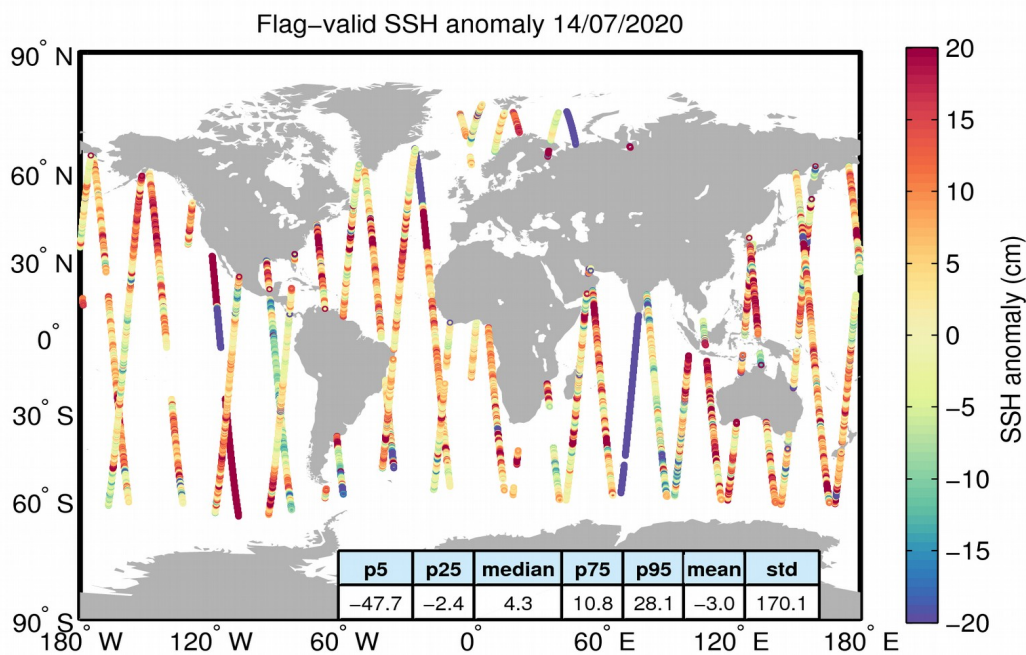 Flag−valid SSH anomaly 14/07/2020
90° N
60° N
30° N
0°
30° S
60° S
90° S
180° W
120° W
60° W
0°
60° E
120° E
180° E
p5 p25 median p75 p95 mean std
−47.7 −2.4 4.3 10.8 28.1 −3.0 170.1
20
15
10
5
0
−5
−10
−15
−20
SSH anomaly (cm)